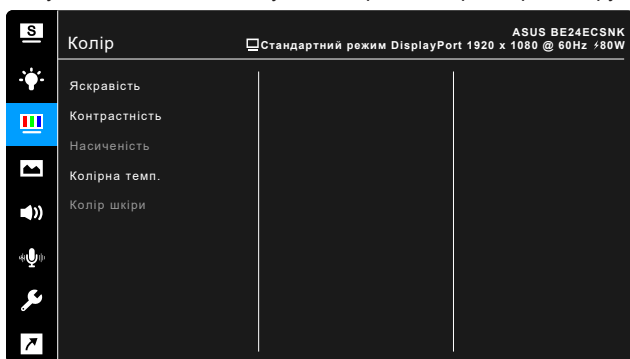 S
ASUS BE24ECSNK
Колір
Стандартний режим DisplayPort 1920 x 1080 @ 60Hz ⚡80W
Яскравість
Контрастність
Насиченість
Колірна темп.
Колір шкіри